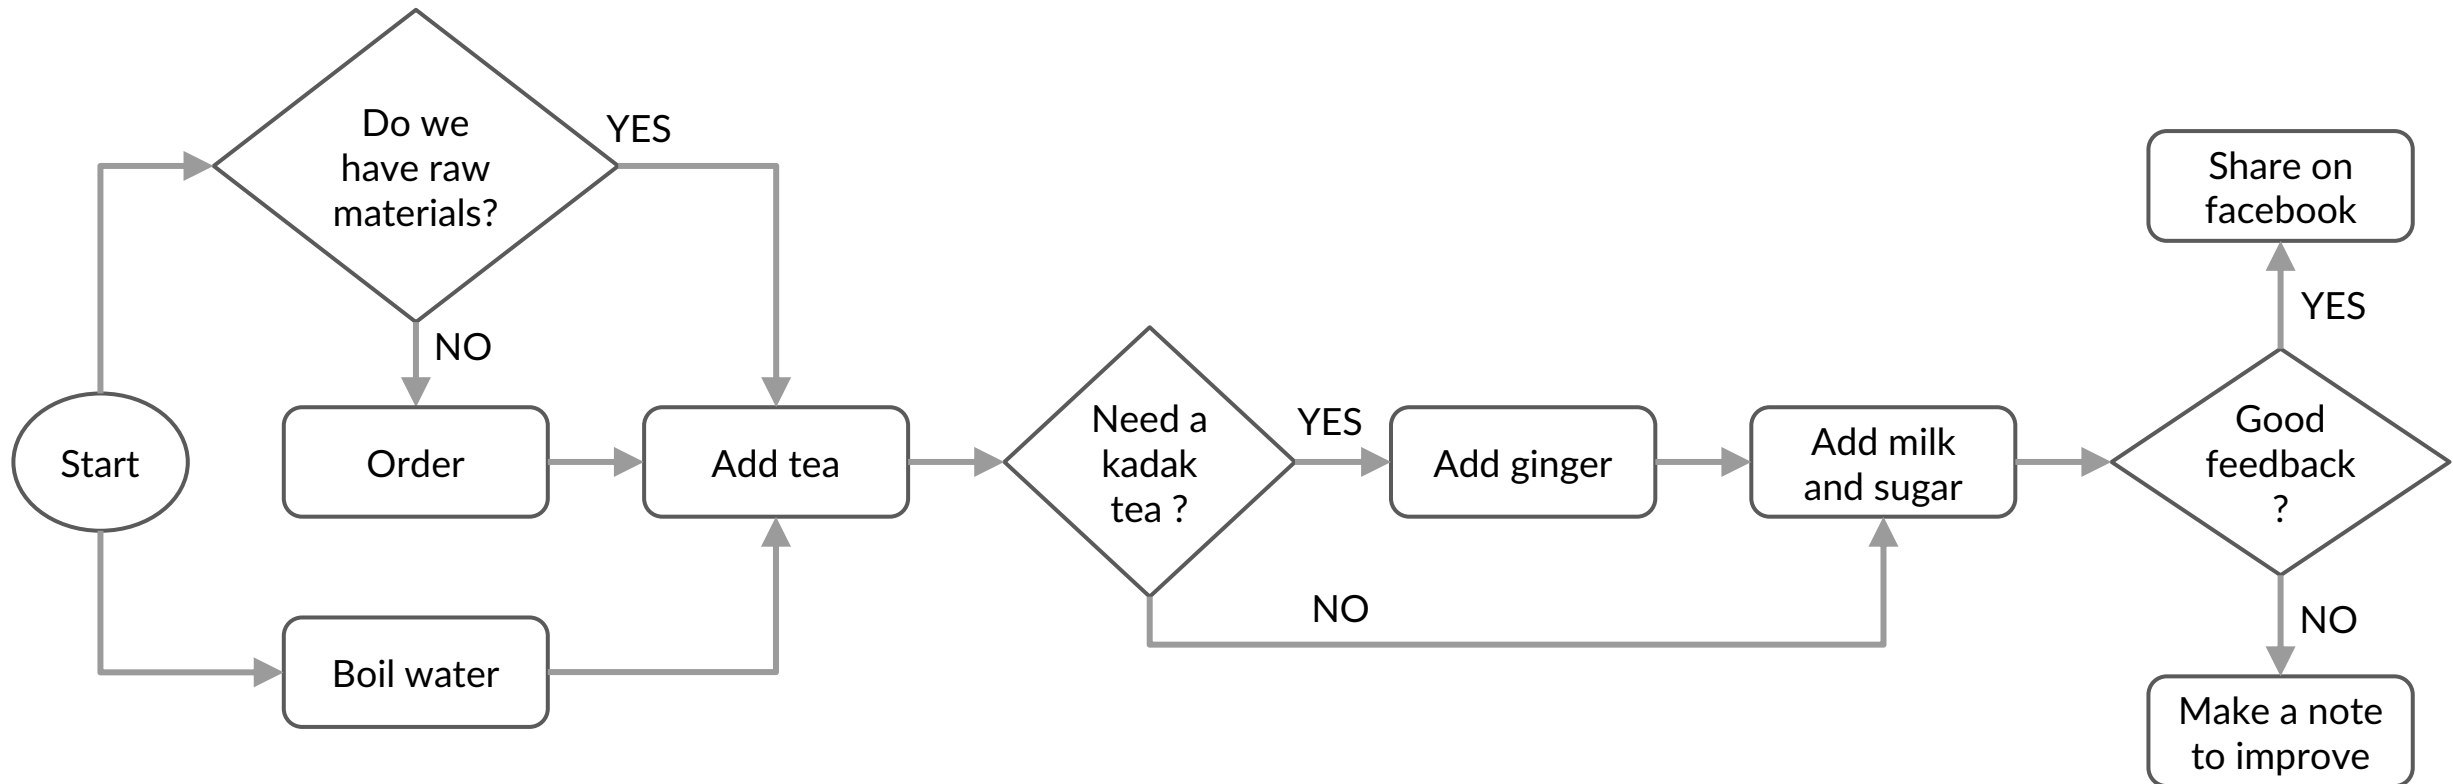 Do we
have raw
materials?
YES
NO
Start
Order
Add tea
Boil water
Need a
kadak
tea ?
YES
NO
Add ginger
Add milk
and sugar
Good
feedback
?
YES
Share on
facebook
NO
Make a note
to improve